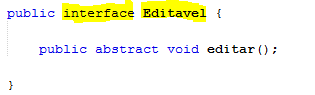 public interface Editavel {
public abstract void editar();
}